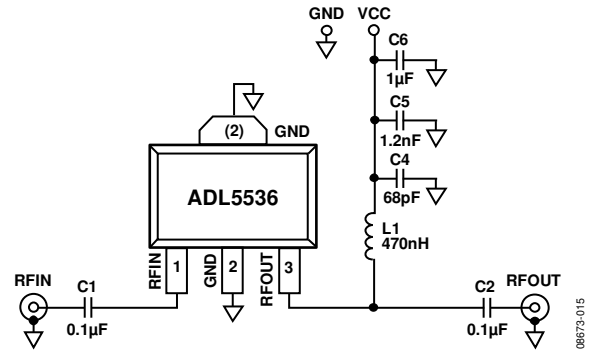 GND VCC
C6
1µF
C5
1.2nF
C4
68pF
(2) GND
ADL5536
L1
470nH
RFIN 1
GND 2
RFOUT 3
RFIN
C1
0.1µF
C2
0.1µF
RFOUT
08673-015